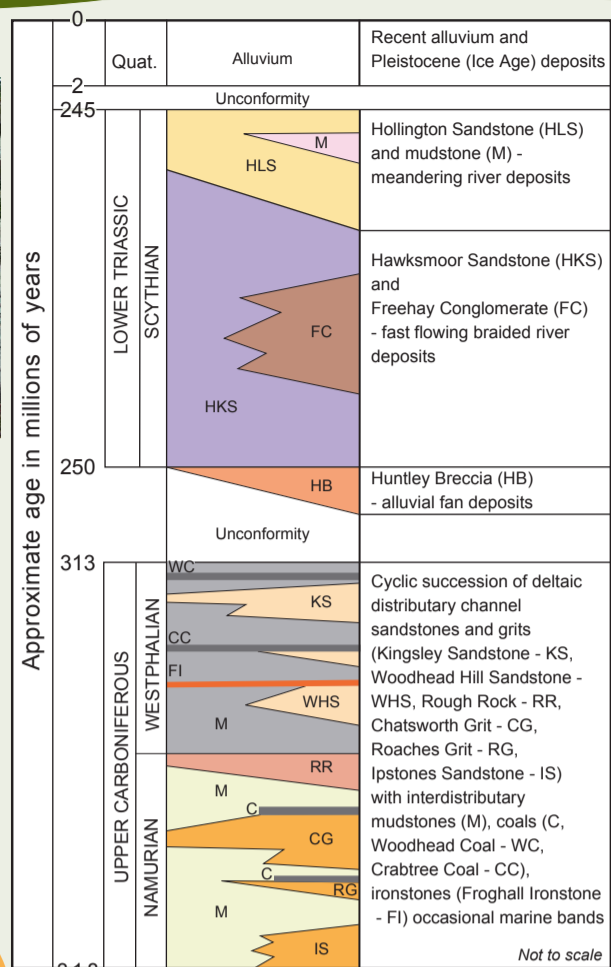 Approximate age in millions of years
0
Quat.
Alluvium
Recent alluvium and
Pleistocene (Ice Age) deposits
2
Unconformity
245
LOWER TRIASSIC
SCYTHIAN
M
HLS
Hollington Sandstone (HLS)
and mudstone (M) -
meandering river deposits
FC
HKS
Hawksmoor Sandstone (HKS)
and
Freehay Conglomerate (FC)
- fast flowing braided river
deposits
250
HB
Huntley Breccia (HB)
- alluvial fan deposits
Unconformity
313
UPPER CARBONIFEROUS
WESTPHALIAN
WC
KS
CC
FI
WHS
M
NAMURIAN
RR
M
C
CG
C
RG
M
IS
Cyclic succession of deltaic
distributary channel
sandstones and grits
(Kingsley Sandstone - KS,
Woodhead Hill Sandstone -
WHS, Rough Rock - RR,
Chatsworth Grit - CG,
Roaches Grit - RG,
Ipstones Sandstone - IS)
with interdistributary
mudstones (M), coals (C,
Woodhead Coal - WC,
Crabtree Coal - CC),
ironstones (Froghall Ironstone
- FI) occasional marine bands
Not to scale